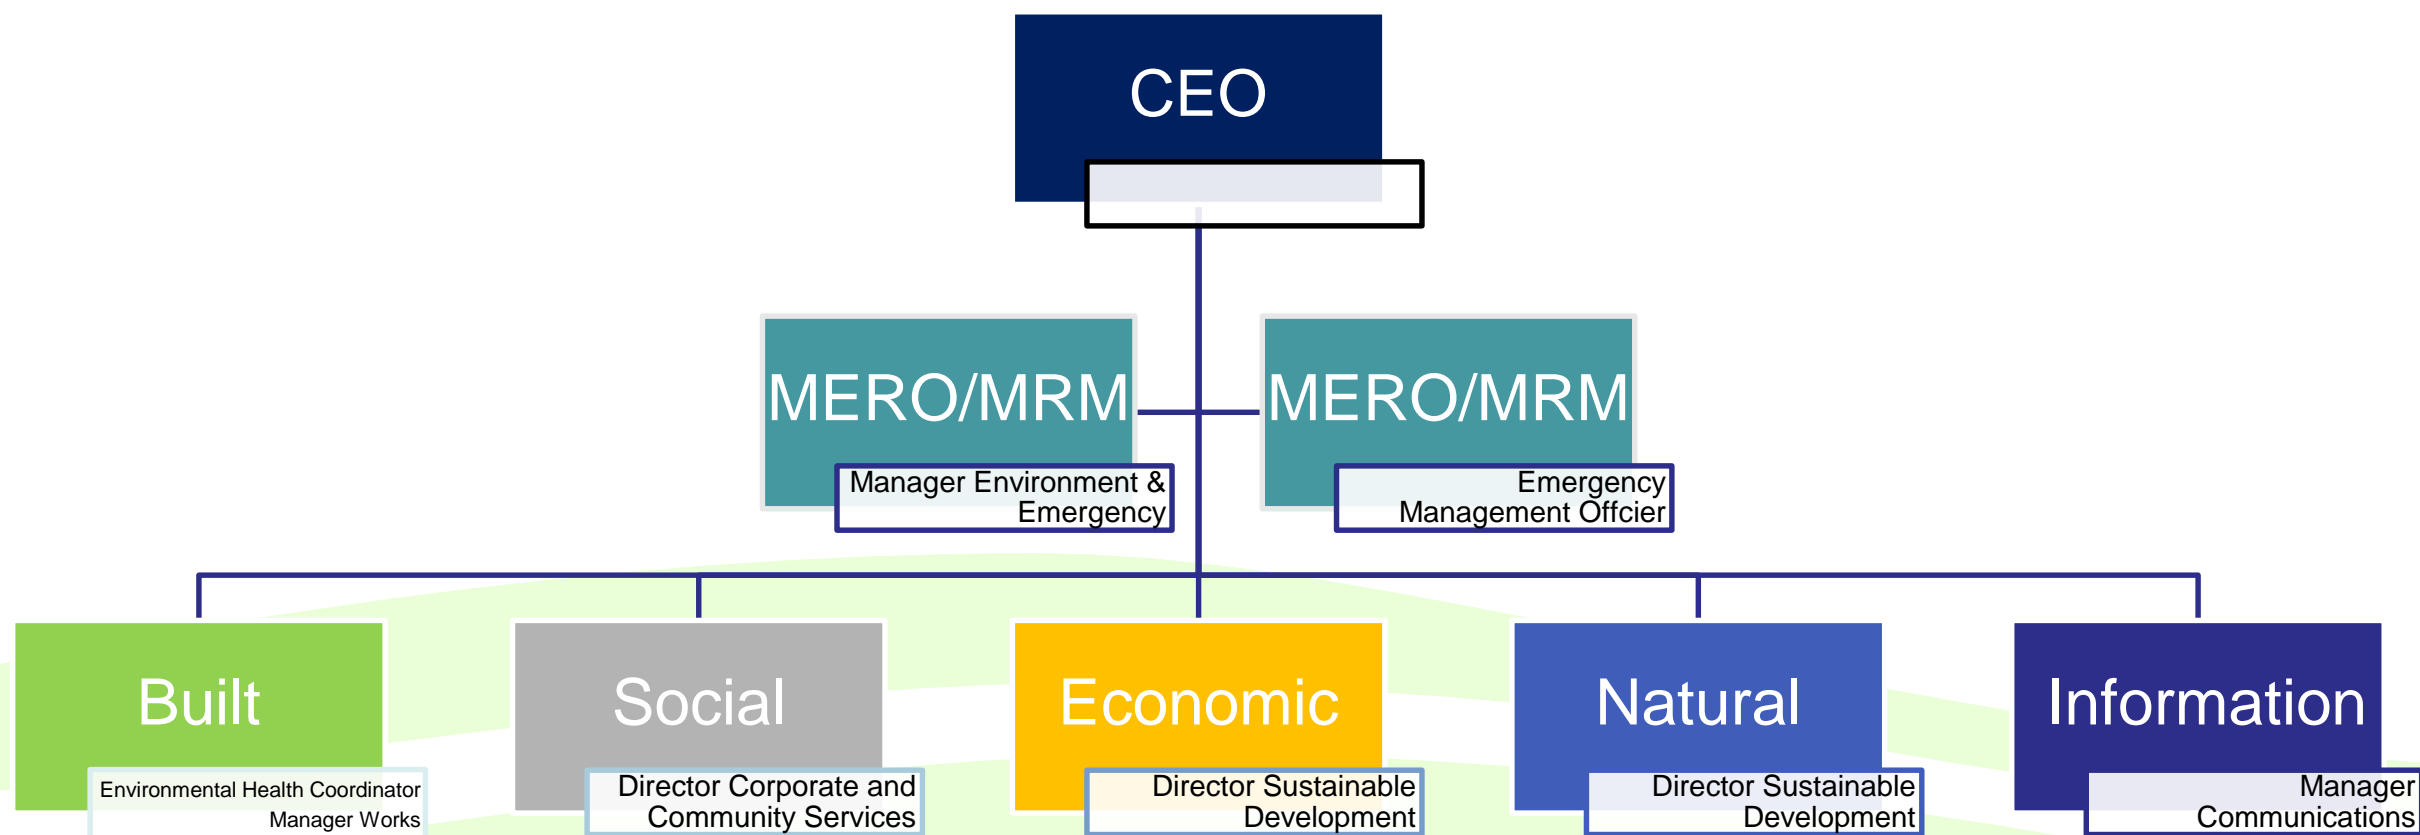 CEO
MERO/MRM
Manager Environment &
Emergency
MERO/MRM
Emergency
Management Offcier
Built
Environmental Health Coordinator
Manager Works
Social
Director Corporate and
Community Services
Economic
Director Sustainable
Development
Natural
Director Sustainable
Development
Information
Manager
Communications